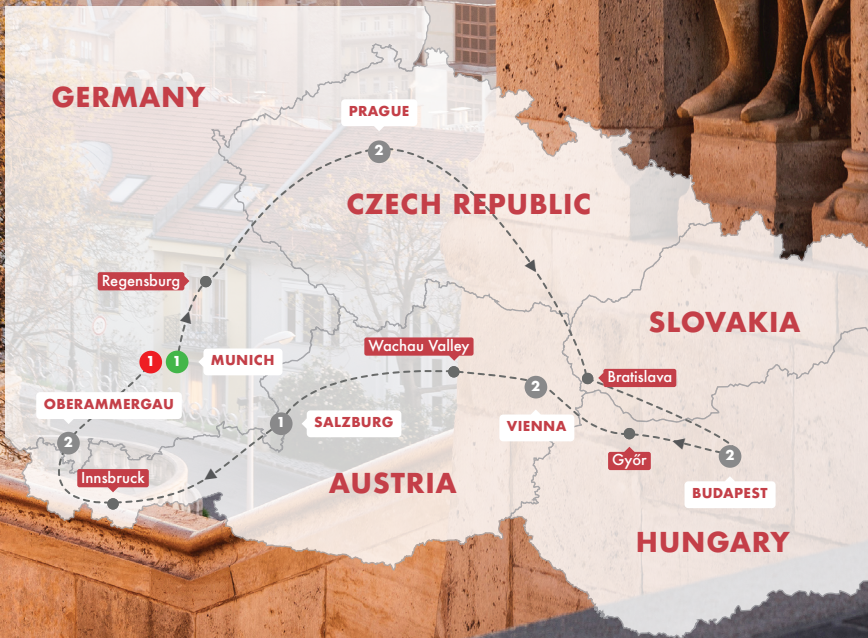 GERMANY
PRAGUE
2
CZECH REPUBLIC
Regensburg
SLOVAKIA
Wachau Valley
1
1
MUNICH
Bratislava
2
OBERAMMERGAU
1
SALZBURG
VIENNA
2
Győr
2
Innsbruck
AUSTRIA
BUDAPEST
HUNGARY